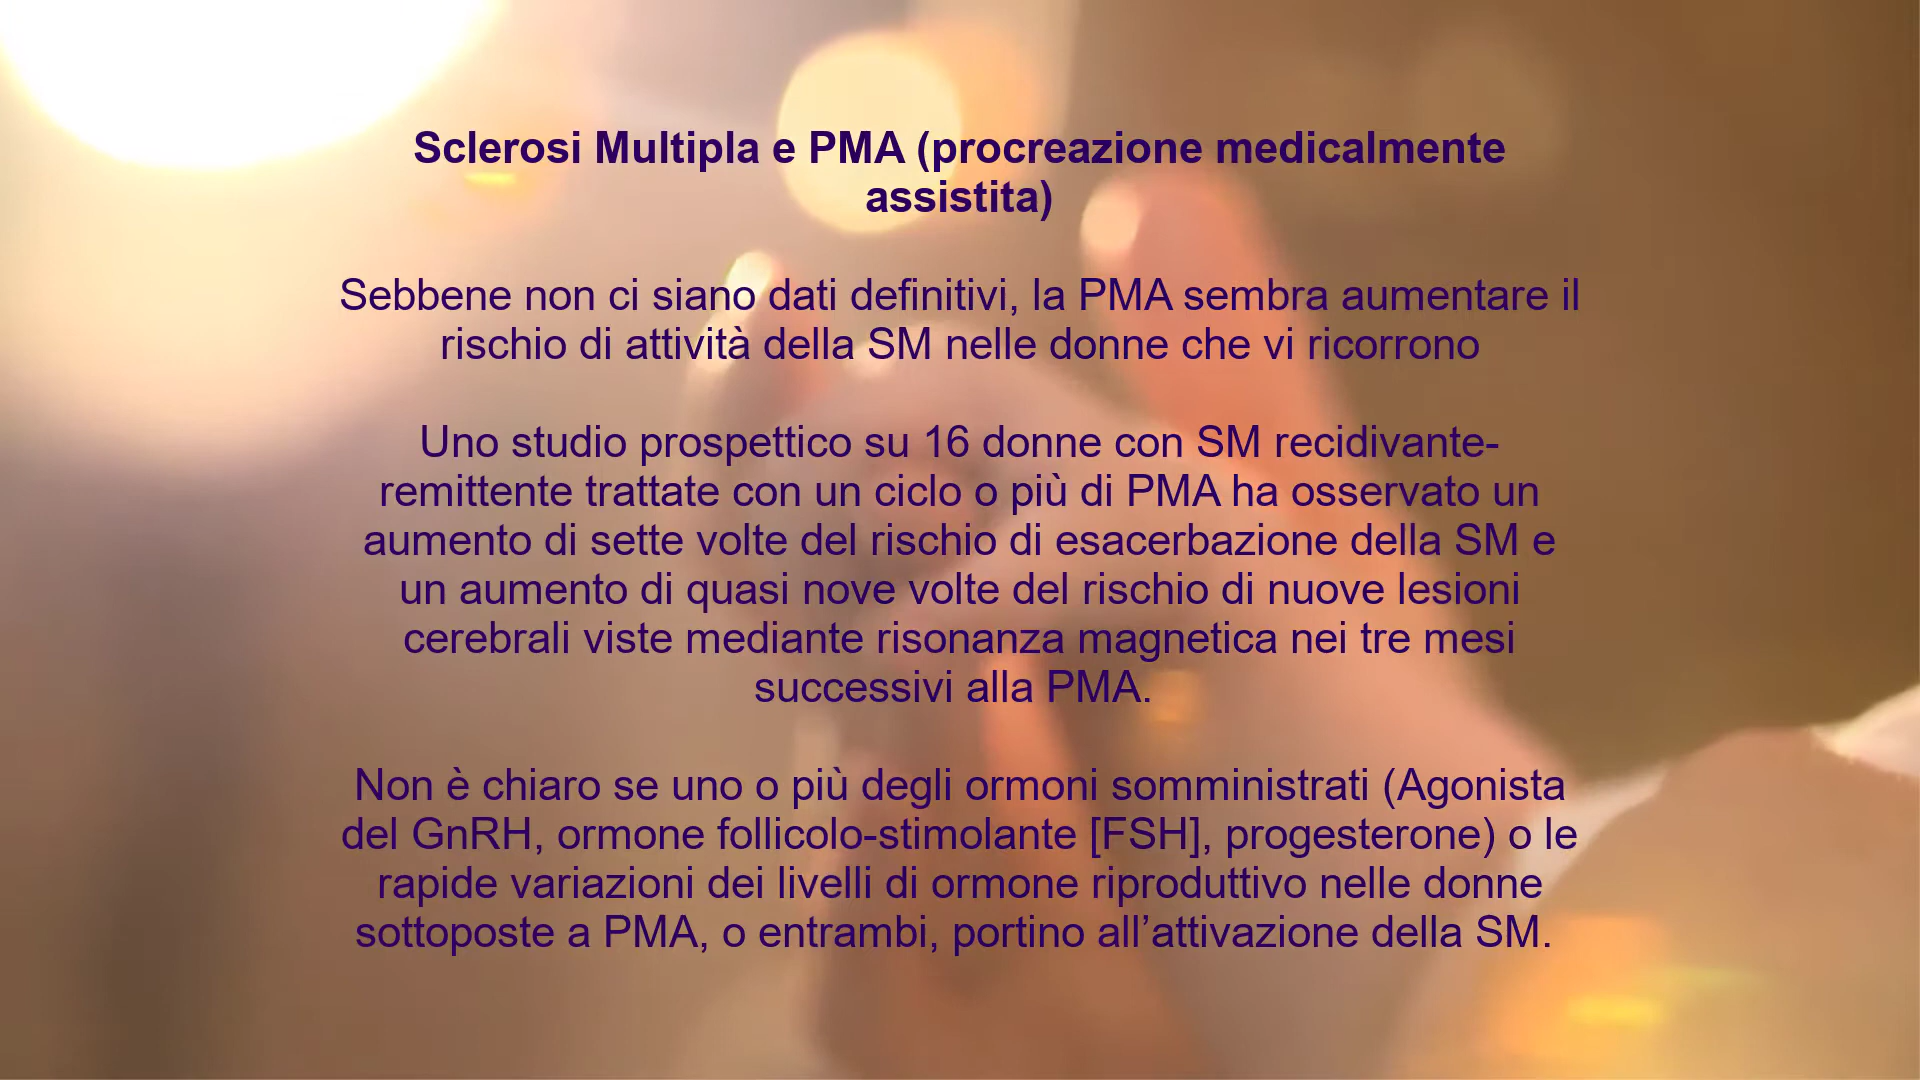 Sclerosi Multipla e PMA (procreazione medicalmente
assistita)
Sebbene non ci siano dati definitivi, la PMA sembra aumentare il
rischio di attività della SM nelle donne che vi ricorrono
Uno studio prospettico su 16 donne con SM recidivante-
remittente trattate con un ciclo o più di PMA ha osservato un
aumento di sette volte del rischio di esacerbazione della SM e
un aumento di quasi nove volte del rischio di nuove lesioni
cerebrali viste mediante risonanza magnetica nei tre mesi
successivi alla PMA.
Non è chiaro se uno o più degli ormoni somministrati (Agonista
del GnRH, ormone follicolo-stimolante [FSH], progesterone) o le
rapide variazioni dei livelli di ormone riproduttivo nelle donne
sottoposte a PMA, o entrambi, portino all’attivazione della SM.